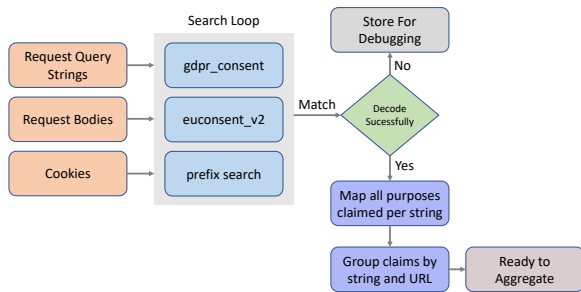 Search Loop
Store For
Debugging
Request Query
Strings
gdpr_consent
No
Request Bodies
euconsent_v2
Match
Decode
Sucessfully
Cookies
prefix search
Yes
Map all purposes
claimed per string
Group claims by
string and URL
Ready to
Aggregate